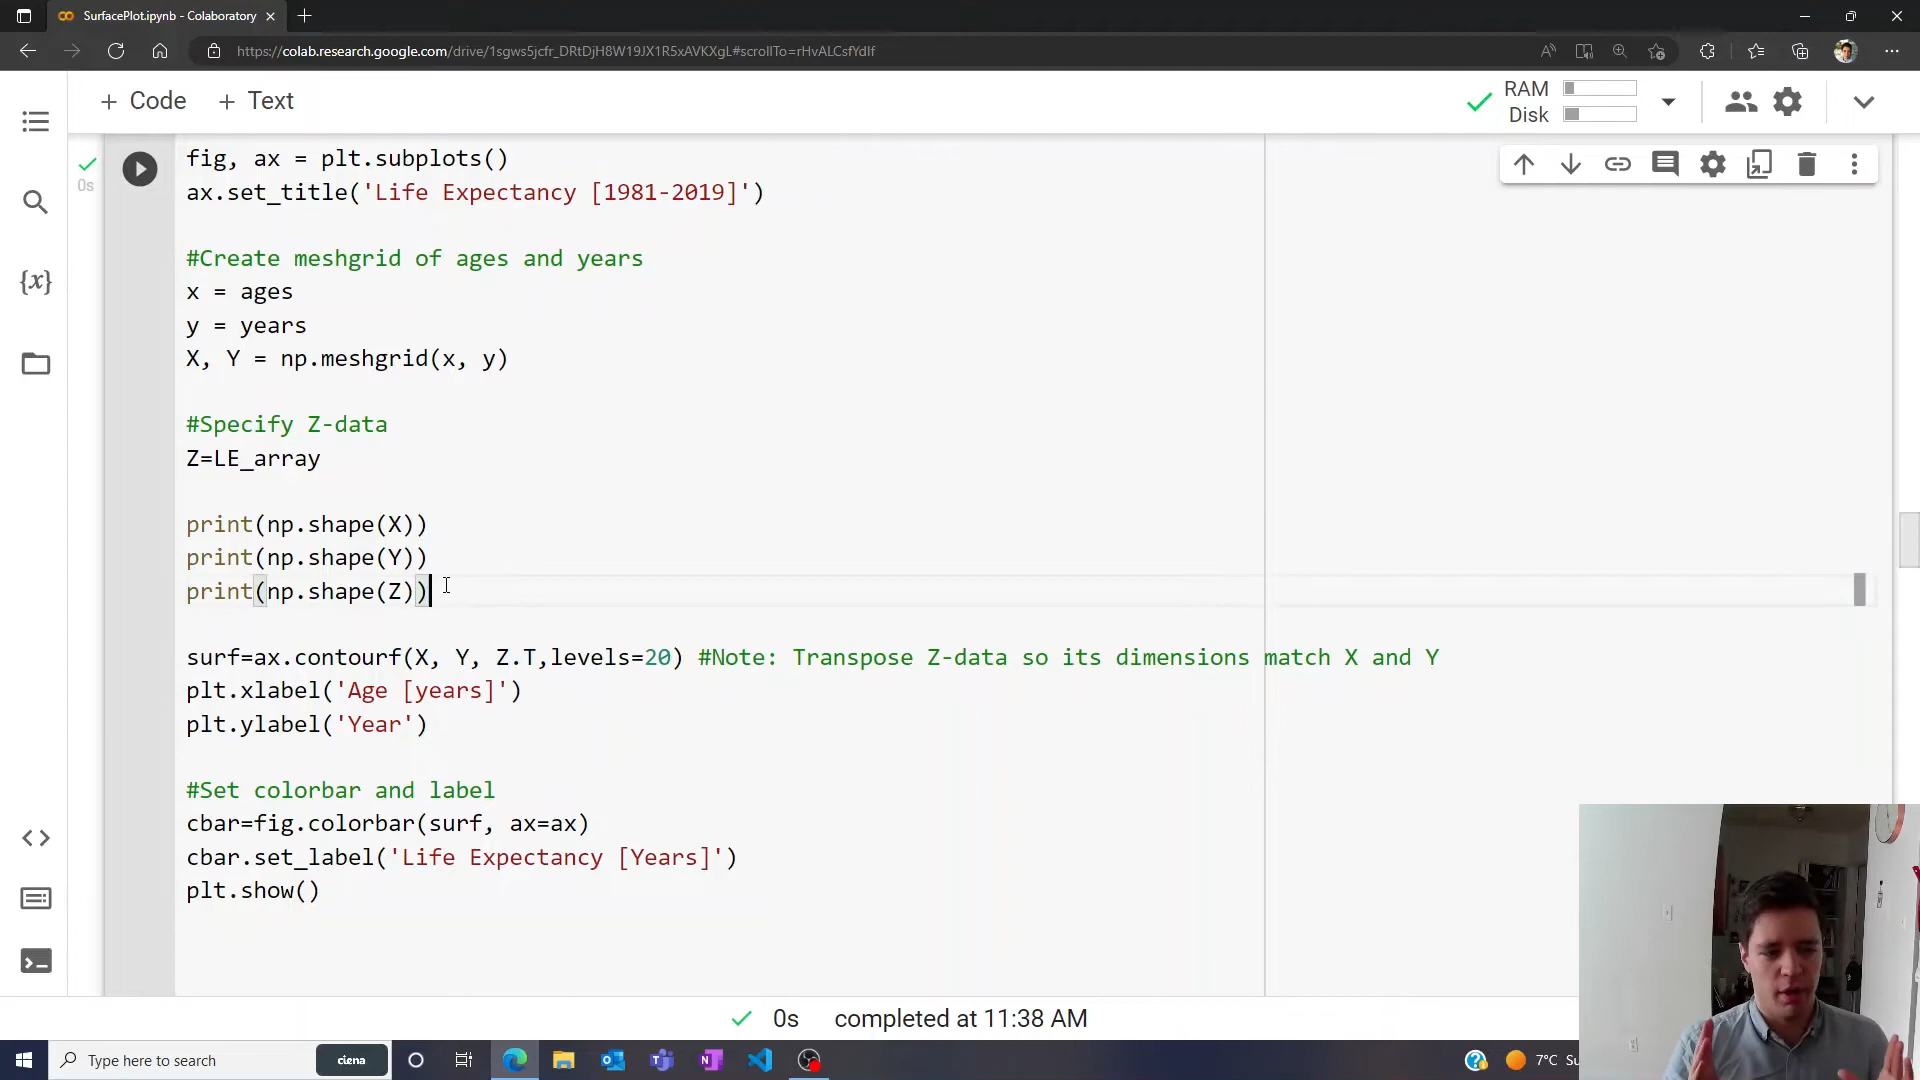 SurfacePlot.ipynb - Colaboratory
https://colab.research.google.com/drive/1sgws5jcfr_DRtDjH8W19JX1R5xAVKXgL#scrollTo=rHvALCsfYdIf
+ Code + Text
RAM
Disk
{x}
0s
fig, ax = plt.subplots()
ax.set_title('Life Expectancy [1981-2019]')
#Create meshgrid of ages and years
x = ages
y = years
X, Y = np.meshgrid(x, y)
#Specify Z-data
Z=LE_array
print(np.shape(X))
print(np.shape(Y))
print(np.shape(Z))
surf=ax.contourf(X, Y, Z.T,levels=20) #Note: Transpose Z-data so its dimensions match X and Y
plt.xlabel('Age [years]')
plt.ylabel('Year')
#Set colorbar and label
cbar=fig.colorbar(surf, ax=ax)
cbar.set_label('Life Expectancy [Years]')
plt.show()
0s completed at 11:38 AM
Type here to search
ciena
7°C Su